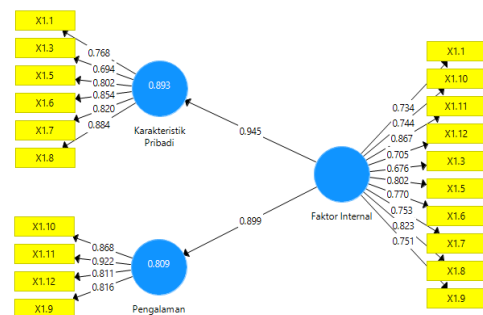 X1.1
X1.3
X1.5
X1.6
X1.7
X1.8
0.768
0.694
0.802
0.854
0.820
0.884
0.893
Karakteristik
Pribadi
0.945
X1.10
X1.11
X1.12
X1.9
0.868
0.922
0.811
0.816
0.809
Pengalaman
0.899
Faktor Internal
0.734
0.744
0.867
0.705
0.676
0.802
0.770
0.753
0.823
0.751
X1.1
X1.10
X1.11
X1.12
X1.3
X1.5
X1.6
X1.7
X1.8
X1.9